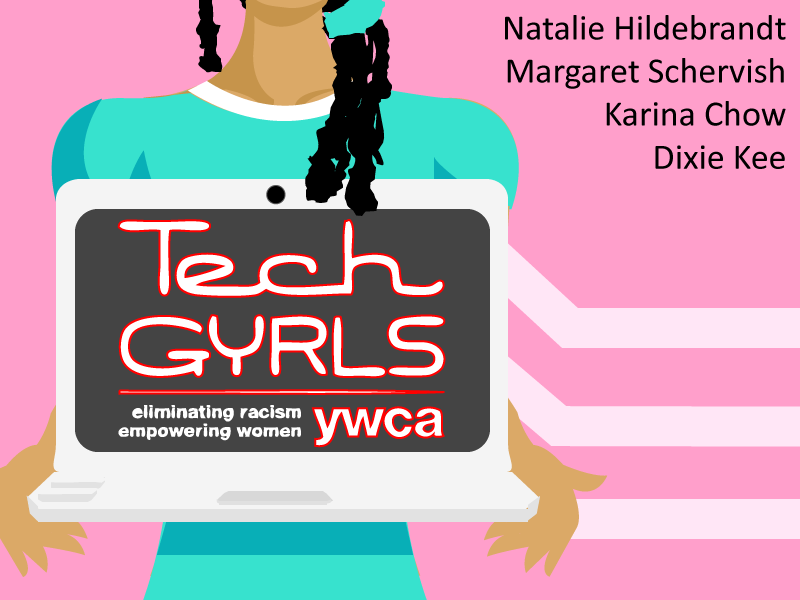 Natalie Hildebrandt
Margaret Schervish
Karina Chow
Dixie Kee
Tech
GYRLS
eliminating racism
empowering women
ywca